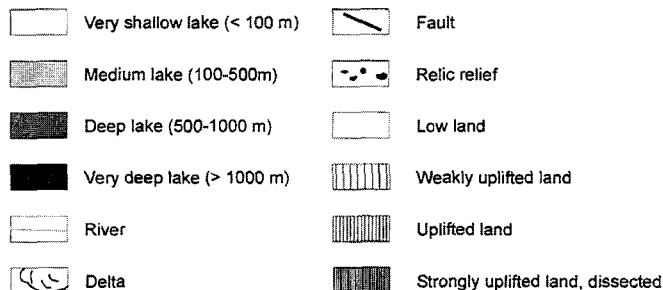 Very shallow lake (< 100 m)
Medium lake (100-500m)
Deep lake (500-1000 m)
Very deep lake (> 1000 m)
River
Delta
Fault
Relic relief
Low land
Weakly uplifted land
Uplifted land
Strongly uplifted land, dissected